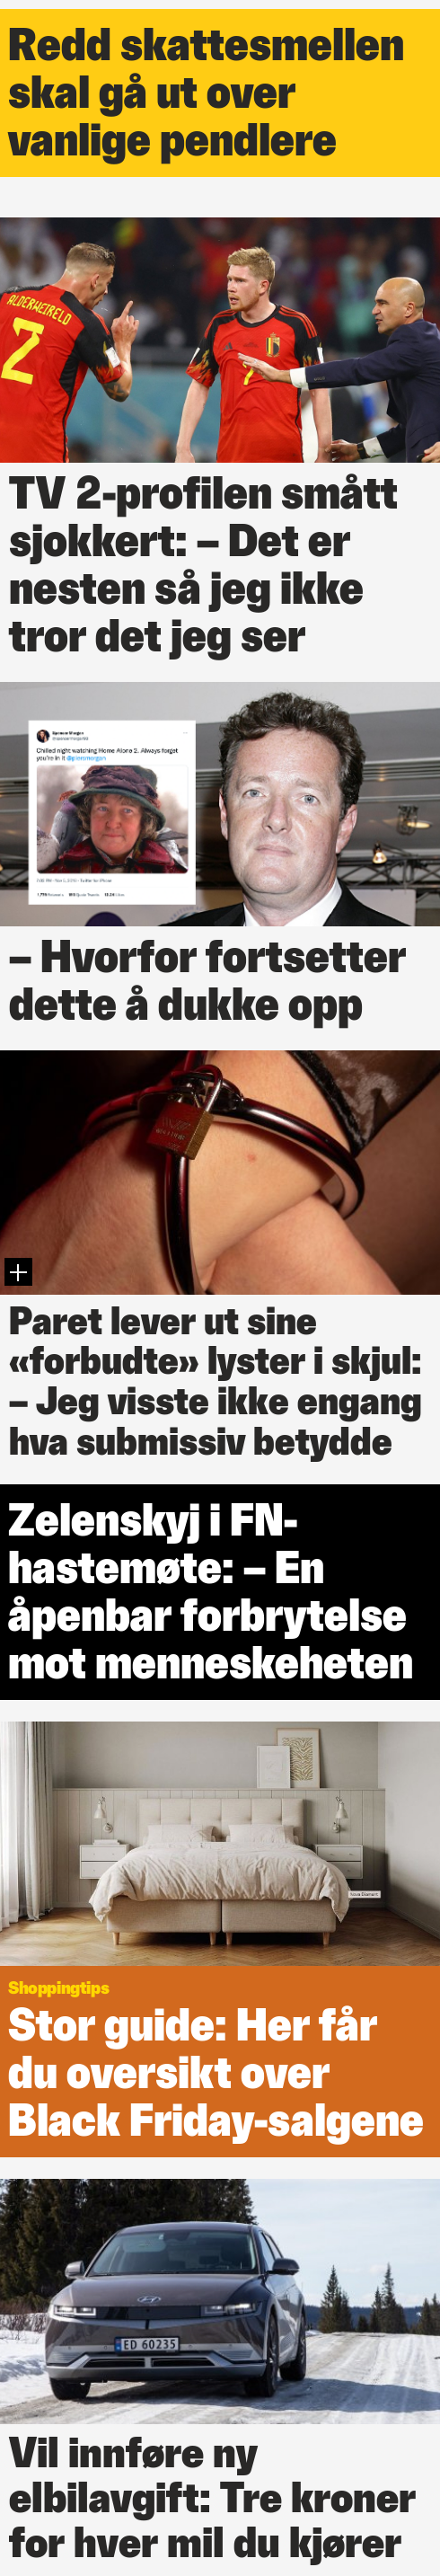 Redd skattesmellen
skal gå ut over
vanlige pendlere
ALDERWEIRELD
2
7
TV 2-profilen smått
sjokkert: – Det er
nesten så jeg ikke
tror det jeg ser
Spencer Morgan
Chilled night watching Home Alone 2. Always forget
you're in it @piersmorgan
– Hvorfor fortsetter
dette å dukke opp
Paret lever ut sine
«forbudte» lyster i skjul:
– Jeg visste ikke engang
hva submissiv betydde
Zelenskyj i FN-
hastemøte: – En
åpenbar forbrytelse
mot menneskeheten
Shoppingtips
Stor guide: Her får
du oversikt over
Black Friday-salgene
ED 60235
Vil innføre ny
elbilavgift: Tre kroner
for hver mil du kjører